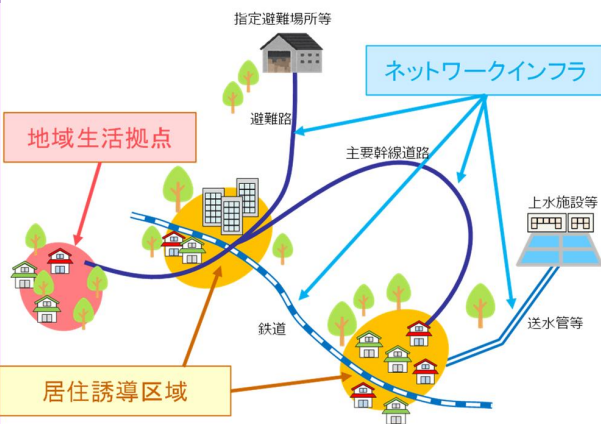 指定避難場所等
ネットワークインフラ
避難路
地域生活拠点
主要幹線道路
上水施設等
鉄道
送水管等
居住誘導区域